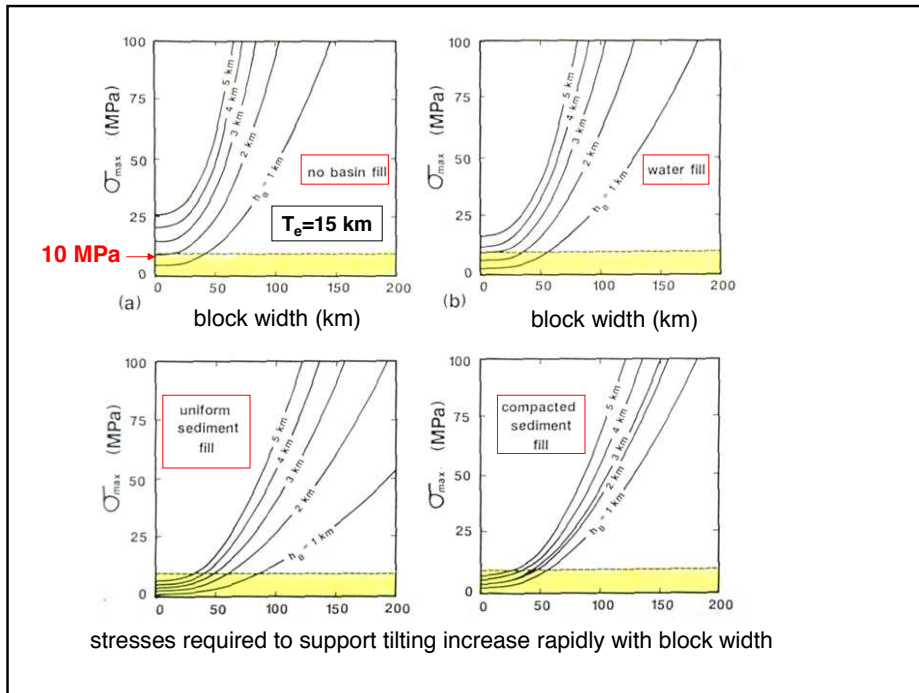 100
75
50
25
0
σmax (MPa)
5 km
4 km
3 km
2 km
hB = 1 km
no basin fill
Te=15 km
10 MPa
0 50 100 150 200
(a)
block width (km)
100
75
50
25
0
σmax (MPa)
5 km
4 km
3 km
2 km
hB = 1 km
water fill
0 50 100 150 200
(b)
block width (km)
100
75
50
25
0
σmax (MPa)
uniform
sediment
fill
5 km
4 km
3 km
2 km
hB = 1 km
0 50 100 150 200
100
75
50
25
0
σmax (MPa)
compacted
sediment
fill
5 km
4 km
3 km
2 km
hB = 1 km
0 50 100 150 200
stresses required to support tilting increase rapidly with block width